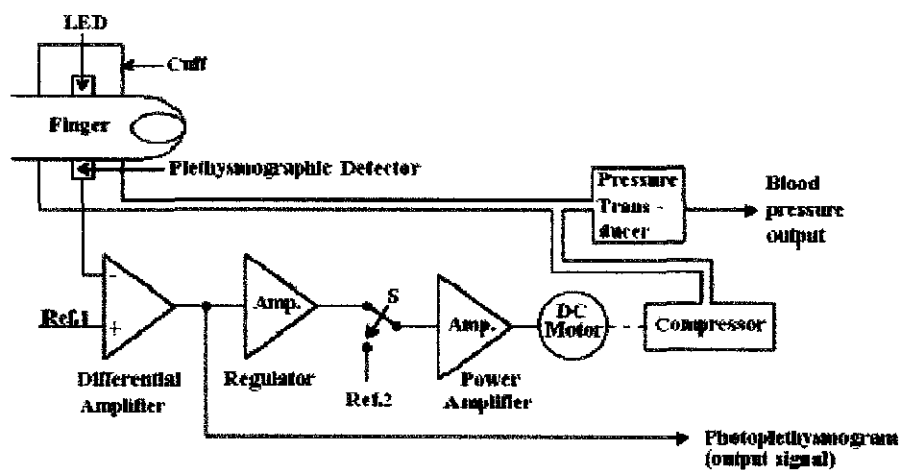 LED
Cuff
Finger
Plethysmographic Detector
Pressure
Trans -
ducer
Blood
pressure
output
-
Ref.1
+
Amp.
S
Amp.
DC
Motor
Compressor
Differential
Amplifier
Regulator
Ref.2
Power
Amplifier
Photoplethysmogram
(output signal)